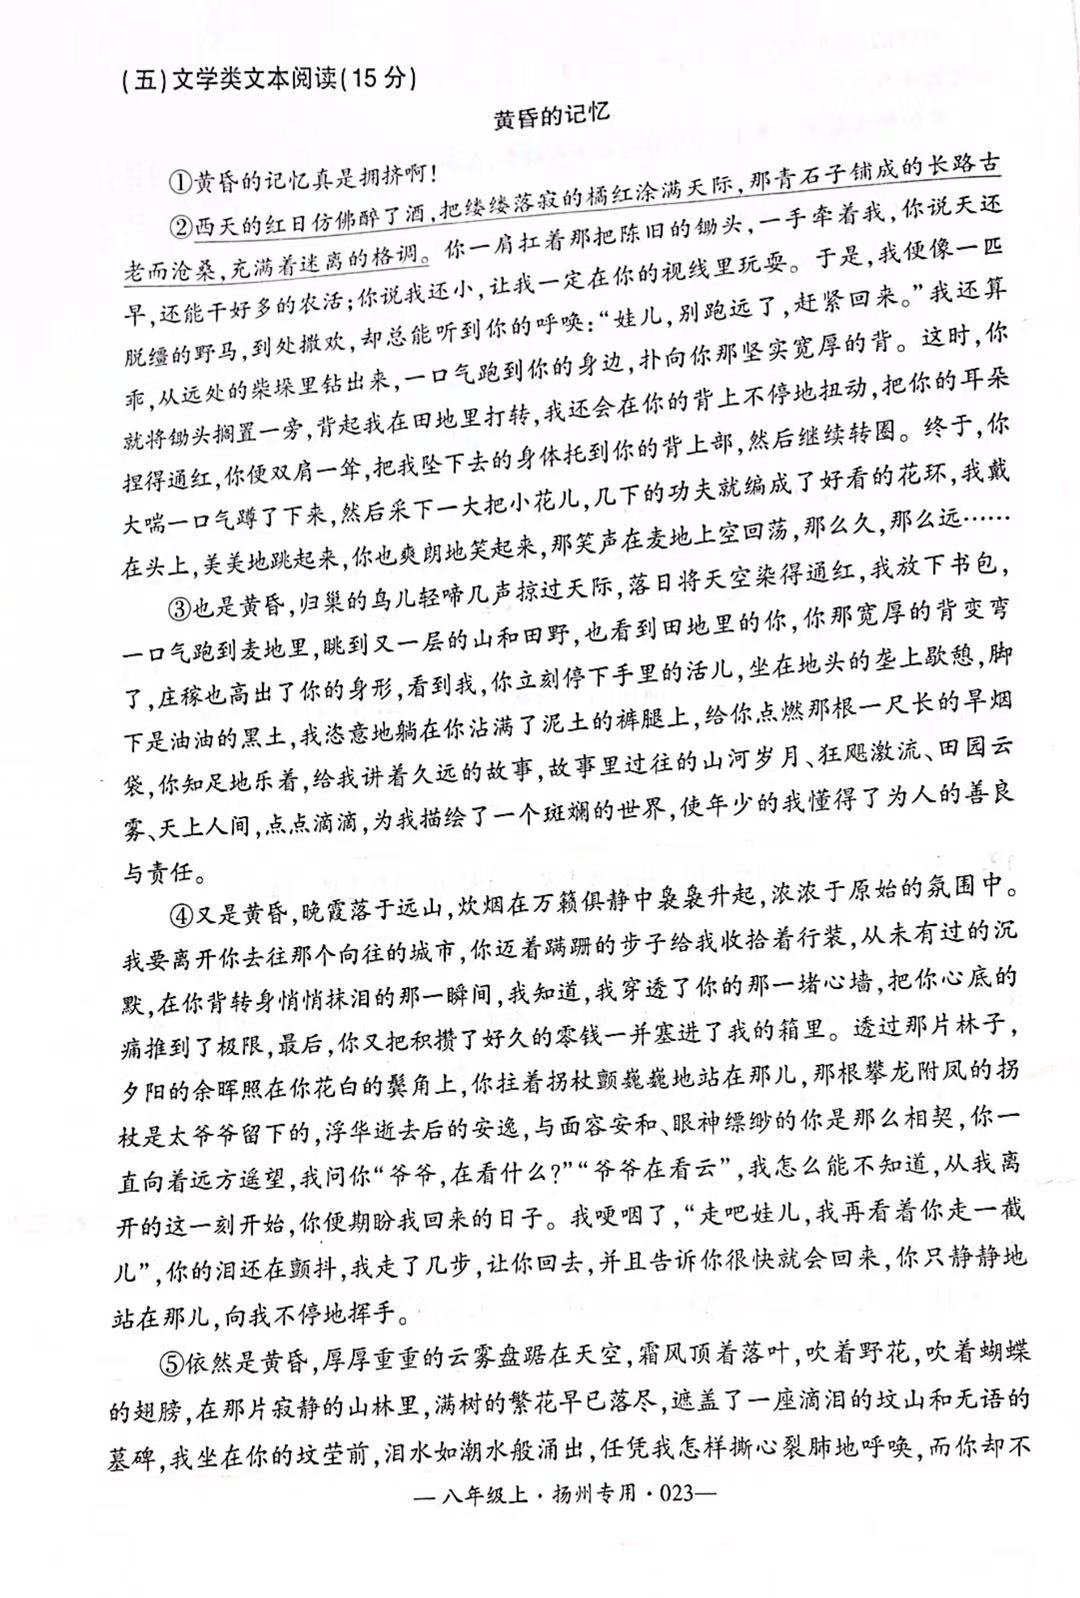 (五)文学类文本阅读(15分)
黄昏的记忆
①黄昏的记忆真是拥挤啊!
②西天的红日仿佛醉了酒,把缕缕落寂的橘红涂满天际,那青石子铺成的长路古
老而沧桑,充满着迷离的格调。你一肩扛着那把陈旧的锄头,一手牵着我,你说天还
早,还能干好多的农活;你说我还小,让我一定在你的视线里玩耍。于是,我便像一匹
脱缰的野马,到处撒欢,却总能听到你的呼唤:“娃儿,别跑远了,赶紧回来。”我还算
乖,从远处的柴垛里钻出来,一口气跑到你的身边,扑向你那坚实宽厚的背。这时,你
就将锄头搁置一旁,背起我在田地里打转,我还会在你的背上不停地扭动,把你的耳朵
捏得通红,你便双肩一耸,把我坠下去的身体托到你的背上部,然后继续转圈。终于,你
大喘一口气蹲了下来,然后采下一大把小花儿,几下的功夫就编成了好看的花环,我戴
在头上,美美地跳起来,你也爽朗地笑起来,那笑声在麦地上空回荡,那么久,那么远……
③也是黄昏,归巢的鸟儿轻啼几声掠过天际,落日将天空染得通红,我放下书包,
一口气跑到麦地里,眺到又一层的山和田野,也看到田地里的你,你那宽厚的背变弯
了,庄稼也高出了你的身形,看到我,你立刻停下手里的活儿,坐在地头的垄上歇憩,脚
下是油油的黑土,我恣意地躺在你沾满了泥土的裤腿上,给你点燃那根一尺长的旱烟
袋,你知足地乐着,给我讲着久远的故事,故事里过往的山河岁月、狂飓激流、田园云
雾、天上人间,点点滴滴,为我描绘了一个斑斓的世界,使年少的我懂得了为人的善良
与责任。
④又是黄昏,晚霞落于远山,炊烟在万籁俱静中袅袅升起,浓浓于原始的氛围中。
我要离开你去往那个向往的城市,你迈着蹒跚的步子给我收拾着行装,从未有过的沉
默,在你背转身悄悄抹泪的那一瞬间,我知道,我穿透了你的那一堵心墙,把你心底的
痛推到了极限,最后,你又把积攒了好久的零钱一并塞进了我的箱里。透过那片林子,
夕阳的余晖照在你花白的鬓角上,你拄着拐杖颤巍巍地站在那儿,那根攀龙附凤的拐
杖是太爷爷留下的,浮华逝去后的安逸,与面容安和、眼神缥缈的你是那么相契,你一
直向着远方遥望,我问你“爷爷,在看什么?”“爷爷在看云”,我怎么能不知道,从我离
开的这一刻开始,你便期盼我回来的日子。我哽咽了,“走吧娃儿,我再看着你走一截
儿”,你的泪还在颤抖,我走了几步,让你回去,并且告诉你很快就会回来,你只静静地
站在那儿,向我不停地挥手。
⑤依然是黄昏,厚厚重重的云雾盘踞在天空,霜风顶着落叶,吹着野花,吹着蝴蝶
的翅膀,在那片寂静的山林里,满树的繁花早已落尽,遮盖了一座滴泪的坟山和无语的
墓碑,我坐在你的坟茔前,泪水如潮水般涌出,任凭我怎样撕心裂肺地呼唤,而你却不
—八年级上·扬州专用·023—